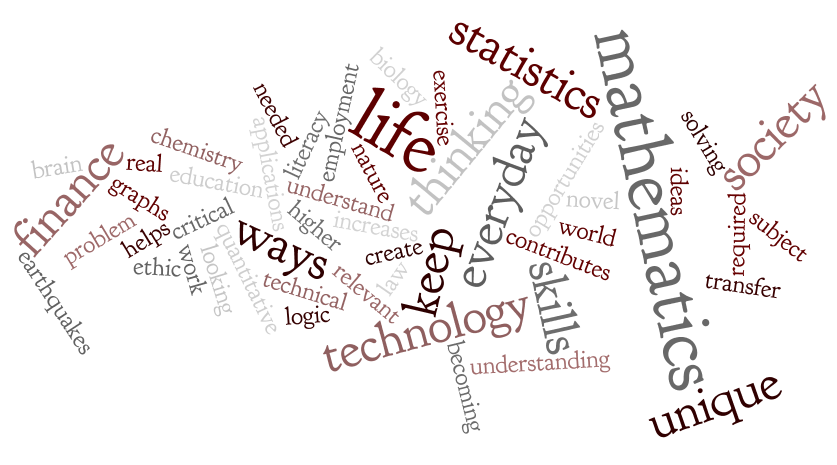 statistics
mathematics
biology
exercise
life
thinking
needed
employment
literacy
applications
nature
everyday
opportunities
solving
society
chemistry
real
brain
finance
education
understand
graphs
critical
higher
increases
novel
ideas
required
subject
problem
helps
ways
quantitative
create
keep
world
contributes
earthquakes
ethic
work
looking
technical
relevant
law
skills
transfer
logic
technology
becoming
understanding
unique